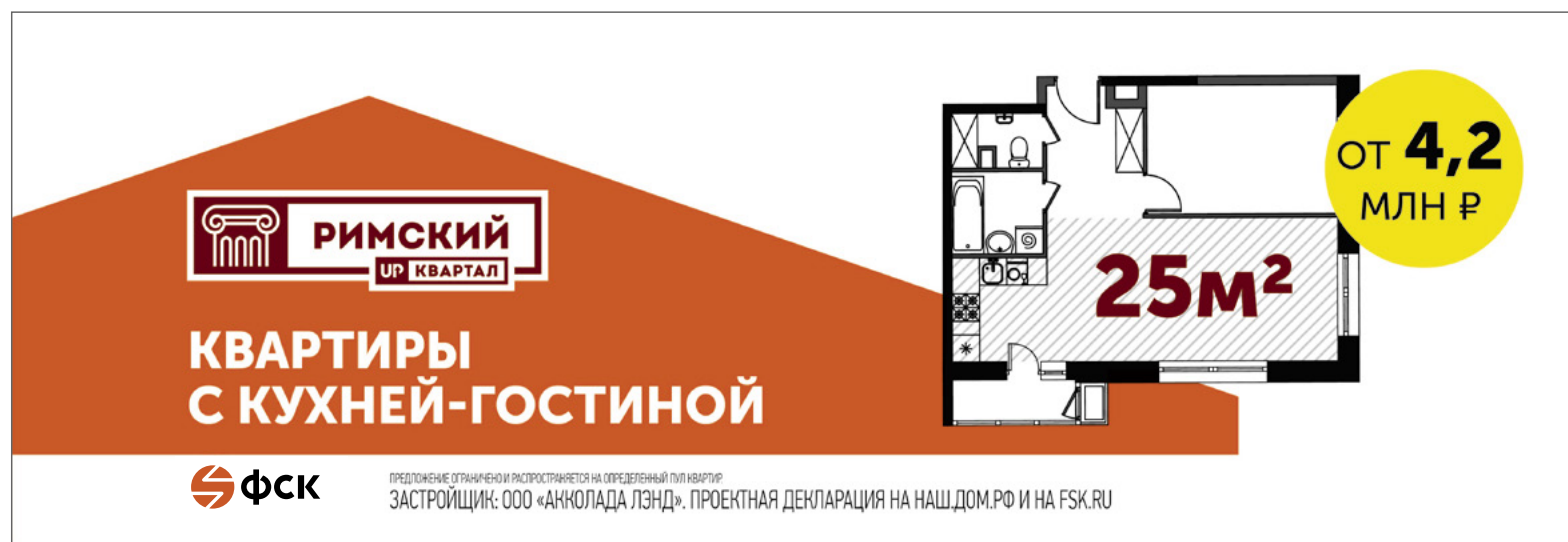 РИМСКИЙ
UP КВАРТАЛ
КВАРТИРЫ
С КУХНЕЙ-ГОСТИНОЙ
25м²
ОТ 4,2
МЛН ₽
ФСК
ПРЕДЛОЖЕНИЕ ОГРАНИЧЕНО И РАСПРОСТРАНЯЕТСЯ НА ОПРЕДЕЛЕННЫЙ ПУЛ КВАРТИР.
ЗАСТРОЙЩИК: ООО «АККОЛАДА ЛЭНД». ПРОЕКТНАЯ ДЕКЛАРАЦИЯ НА НАШ.ДОМ.РФ И НА FSK.RU